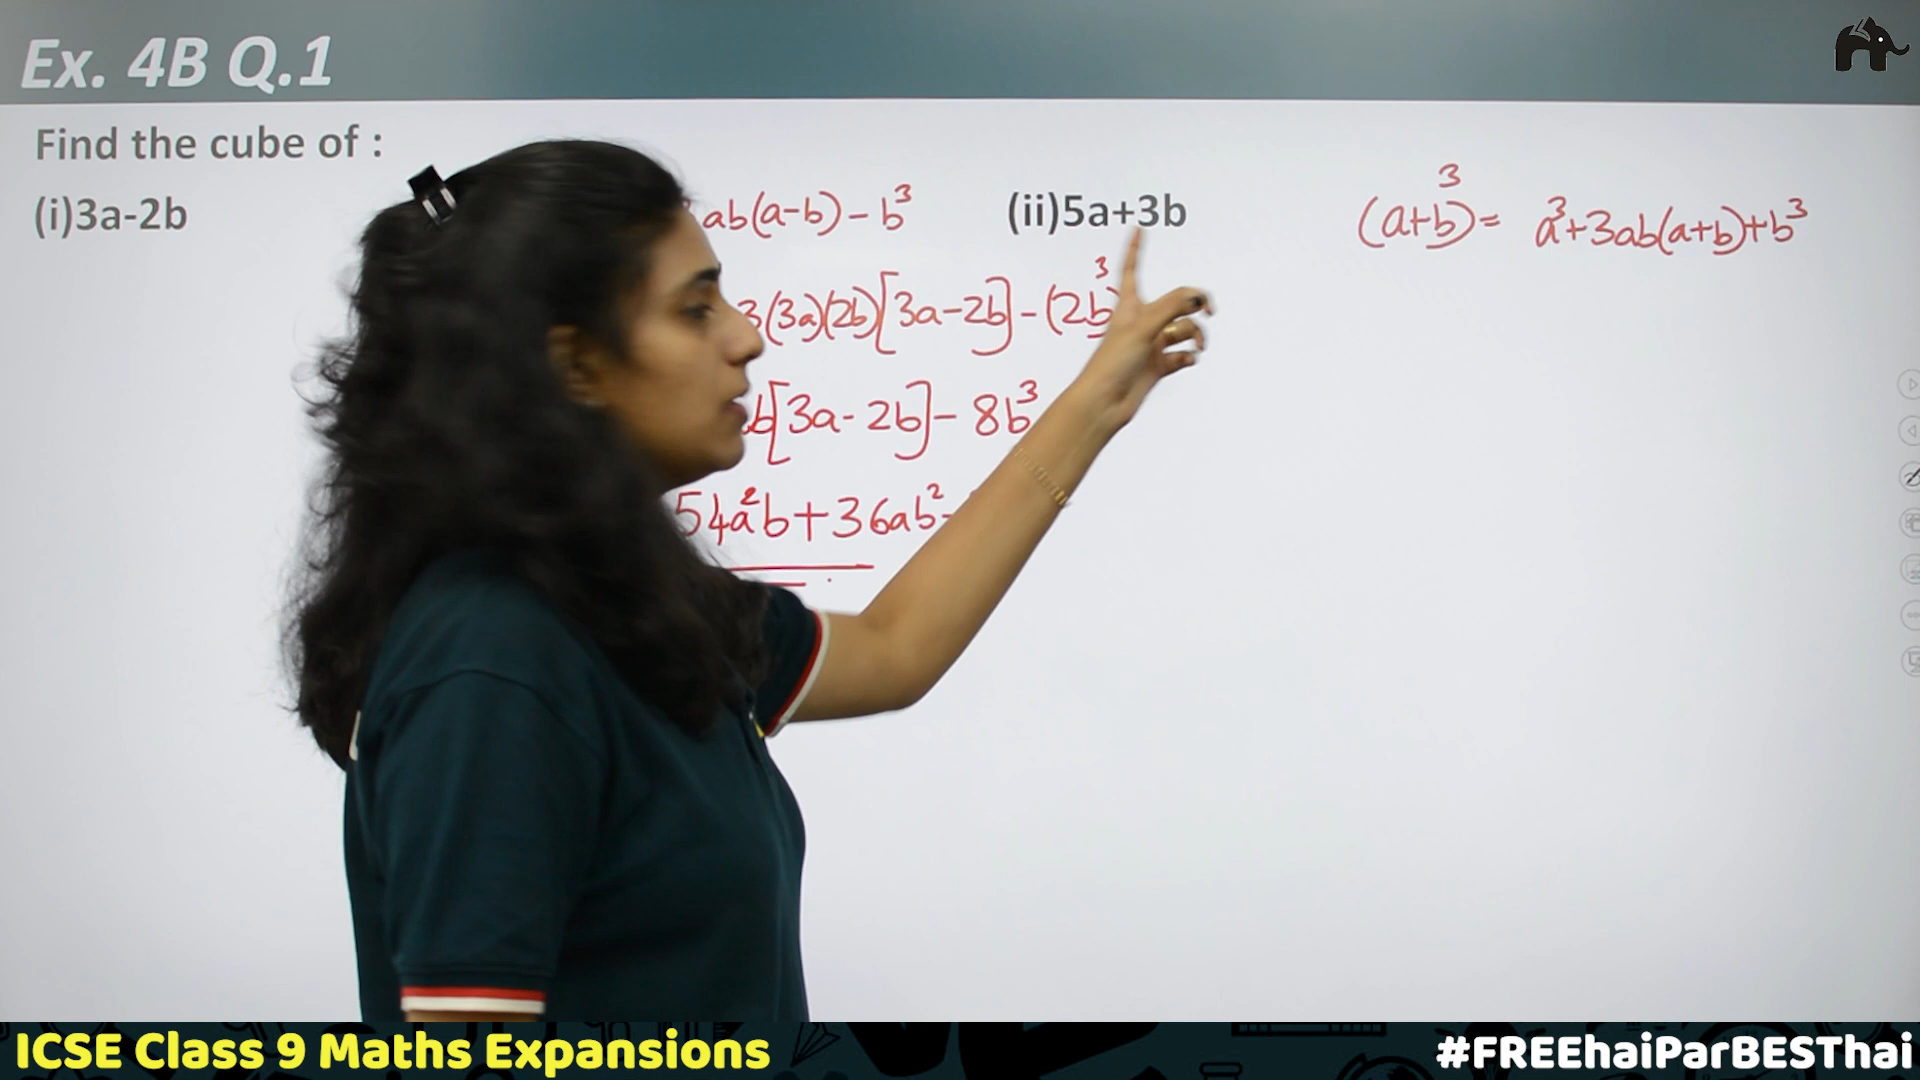 Ex. 4B Q.1
Find the cube of :
(i)3a-2b
ab(a-b) - b³
3(3a)(2b)[3a-2b] - (2b)³
b[3a-2b] - 8b³
54a²b+36ab² -
(ii)5a+3b
(a+b)³ = a³+3ab(a+b)+b³
ICSE Class 9 Maths Expansions
#FREEhaiParBESThai